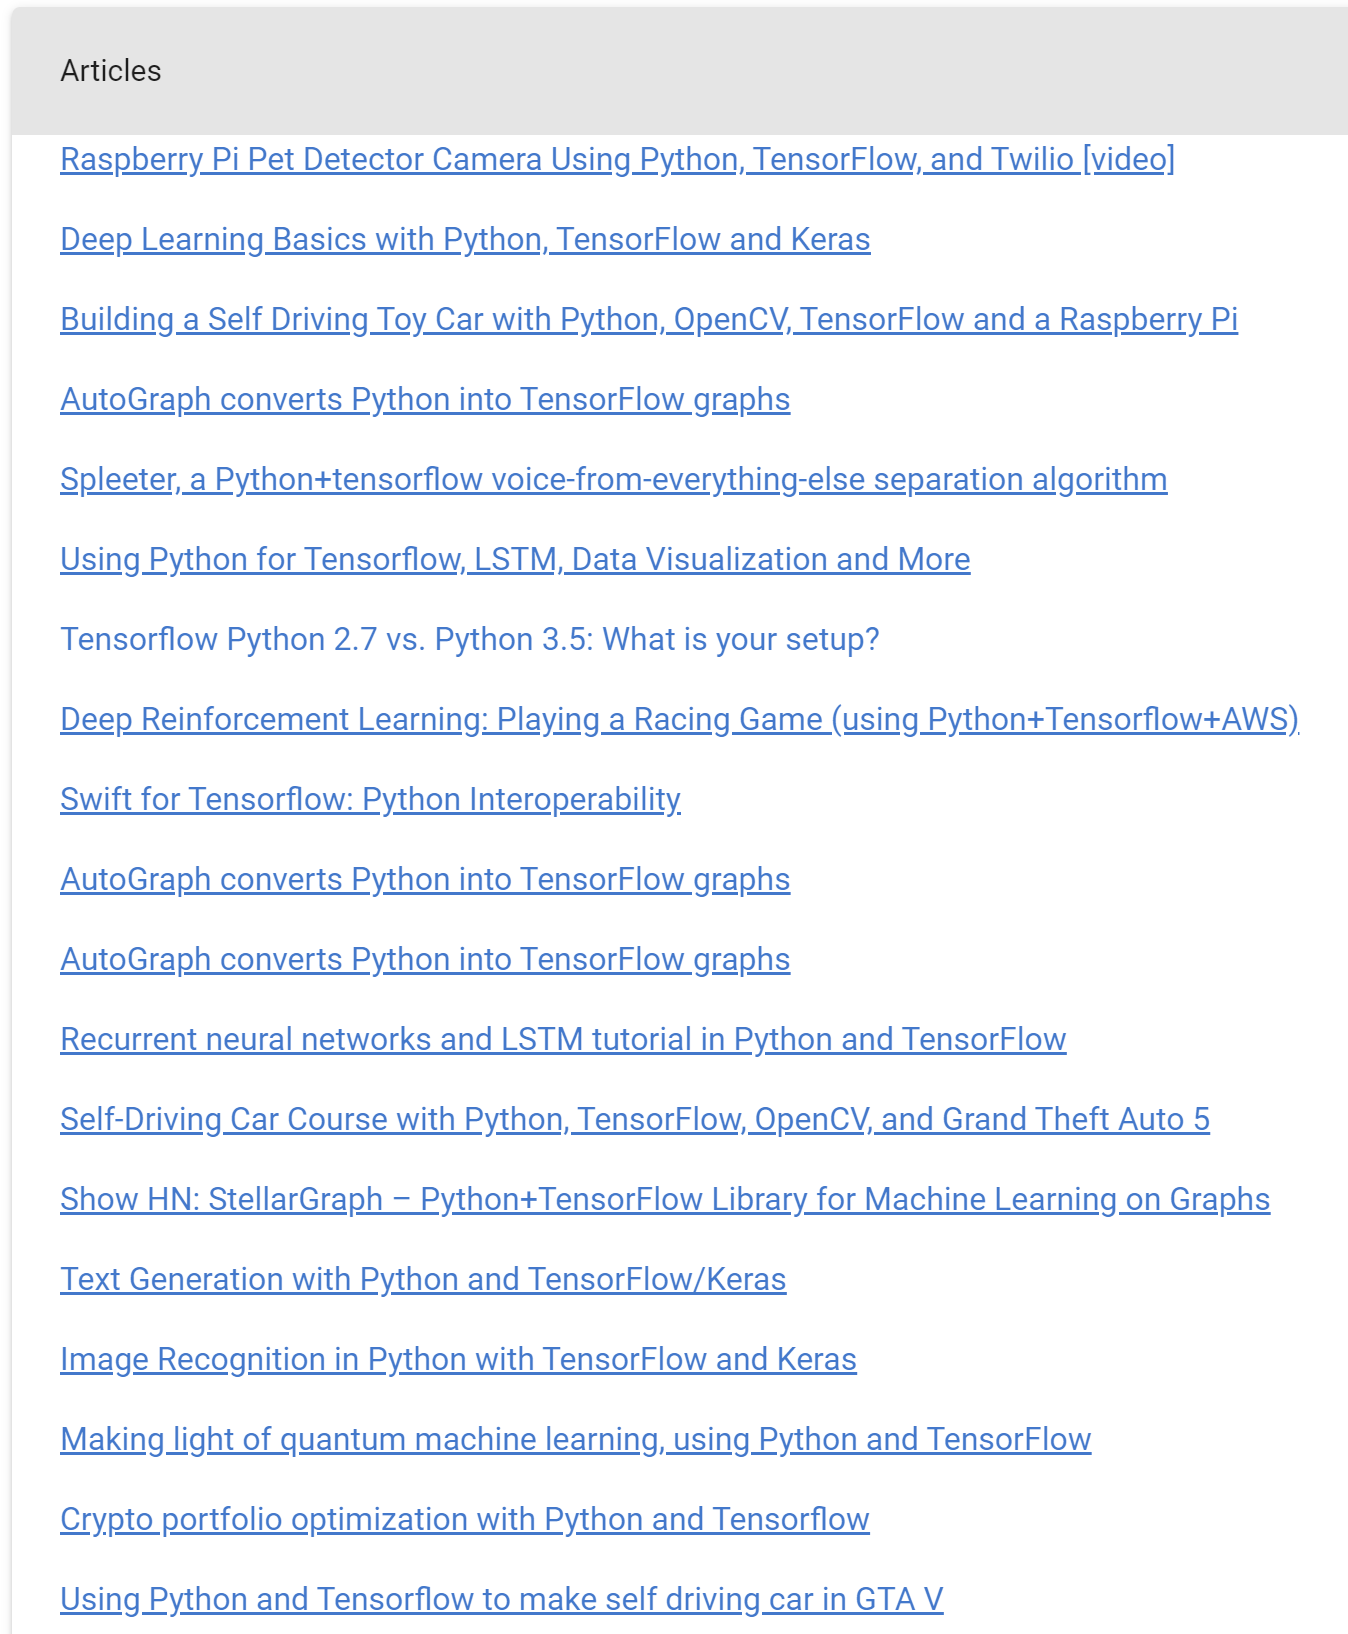 Articles
Raspberry Pi Pet Detector Camera Using Python, TensorFlow, and Twilio [video]
Deep Learning Basics with Python, TensorFlow and Keras
Building a Self Driving Toy Car with Python, OpenCV, TensorFlow and a Raspberry Pi
AutoGraph converts Python into TensorFlow graphs
Spleeter, a Python+tensorflow voice-from-everything-else separation algorithm
Using Python for Tensorflow, LSTM, Data Visualization and More
Tensorflow Python 2.7 vs. Python 3.5: What is your setup?
Deep Reinforcement Learning: Playing a Racing Game (using Python+Tensorflow+AWS)
Swift for Tensorflow: Python Interoperability
AutoGraph converts Python into TensorFlow graphs
AutoGraph converts Python into TensorFlow graphs
Recurrent neural networks and LSTM tutorial in Python and TensorFlow
Self-Driving Car Course with Python, TensorFlow, OpenCV, and Grand Theft Auto 5
Show HN: StellarGraph – Python+TensorFlow Library for Machine Learning on Graphs
Text Generation with Python and TensorFlow/Keras
Image Recognition in Python with TensorFlow and Keras
Making light of quantum machine learning, using Python and TensorFlow
Crypto portfolio optimization with Python and Tensorflow
Using Python and Tensorflow to make self driving car in GTA V